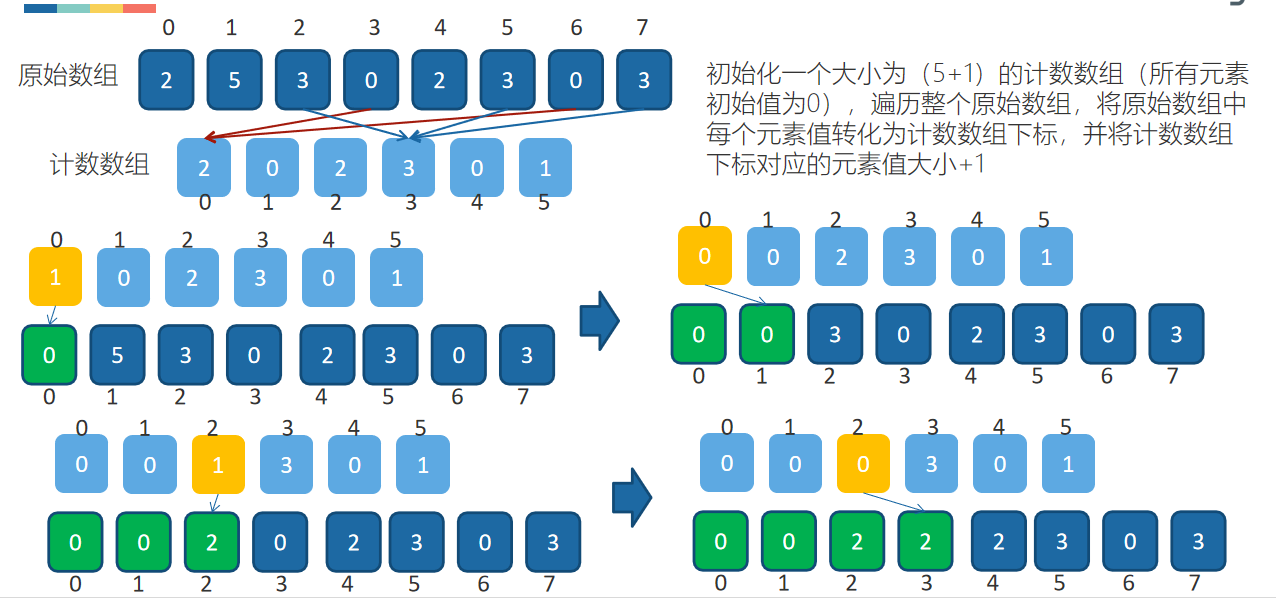 0 1 2 3 4 5 6 7
原始数组 2 5 3 0 2 3 0 3
计数数组 2 0 2 3 0 1
0 1 2 3 4 5
初始化一个大小为（5+1）的计数数组（所有元素
初始值为0），遍历整个原始数组，将原始数组中
每个元素值转化为计数数组下标，并将计数数组
下标对应的元素值大小+1
0 1 2 3 4 5
1 0 2 3 0 1
0 5 3 0 2 3 0 3
0 1 2 3 4 5 6 7
0 1 2 3 4 5
0 0 2 3 0 1
0 0 3 0 2 3 0 3
0 1 2 3 4 5 6 7
0 1 2 3 4 5
0 0 1 3 0 1
0 0 2 0 2 3 0 3
0 1 2 3 4 5 6 7
0 1 2 3 4 5
0 0 0 3 0 1
0 0 2 2 2 3 0 3
0 1 2 3 4 5 6 7